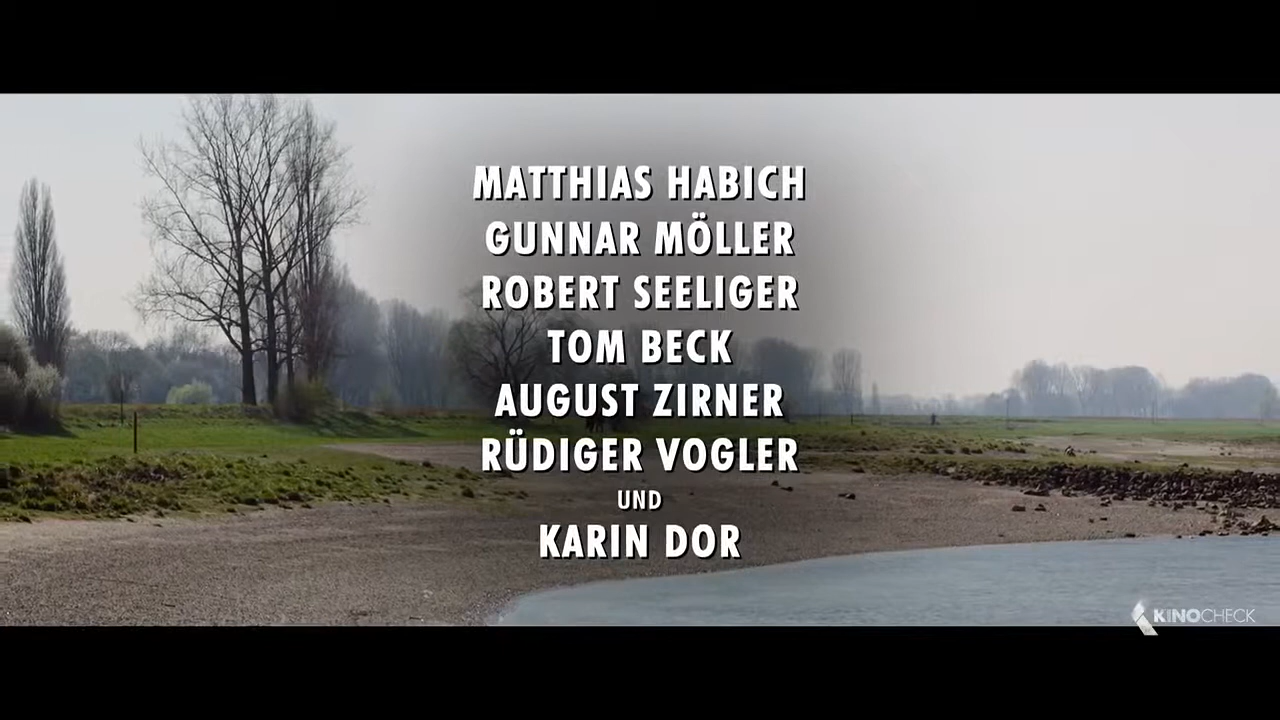 MATTHIAS HABICH
GUNNAR MÖLLER
ROBERT SEELIGER
TOM BECK
AUGUST ZIRNER
RÜDIGER VOGLER
UND
KARIN DOR
KINOCHECK